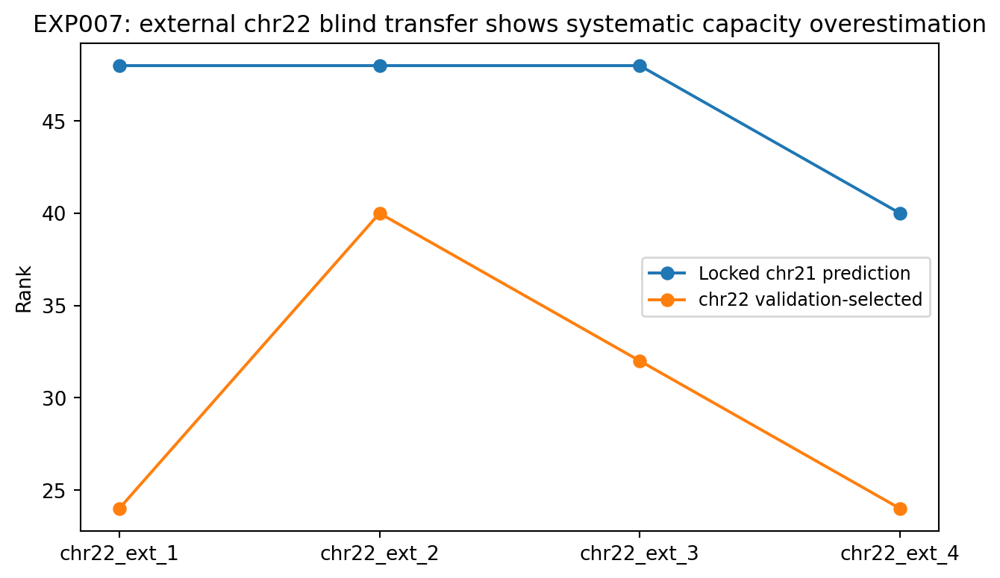 EXP007: external chr22 blind transfer shows systematic capacity overestimation
45
40
35
30
25
Rank
Locked chr21 prediction
chr22 validation-selected
chr22_ext_1
chr22_ext_2
chr22_ext_3
chr22_ext_4